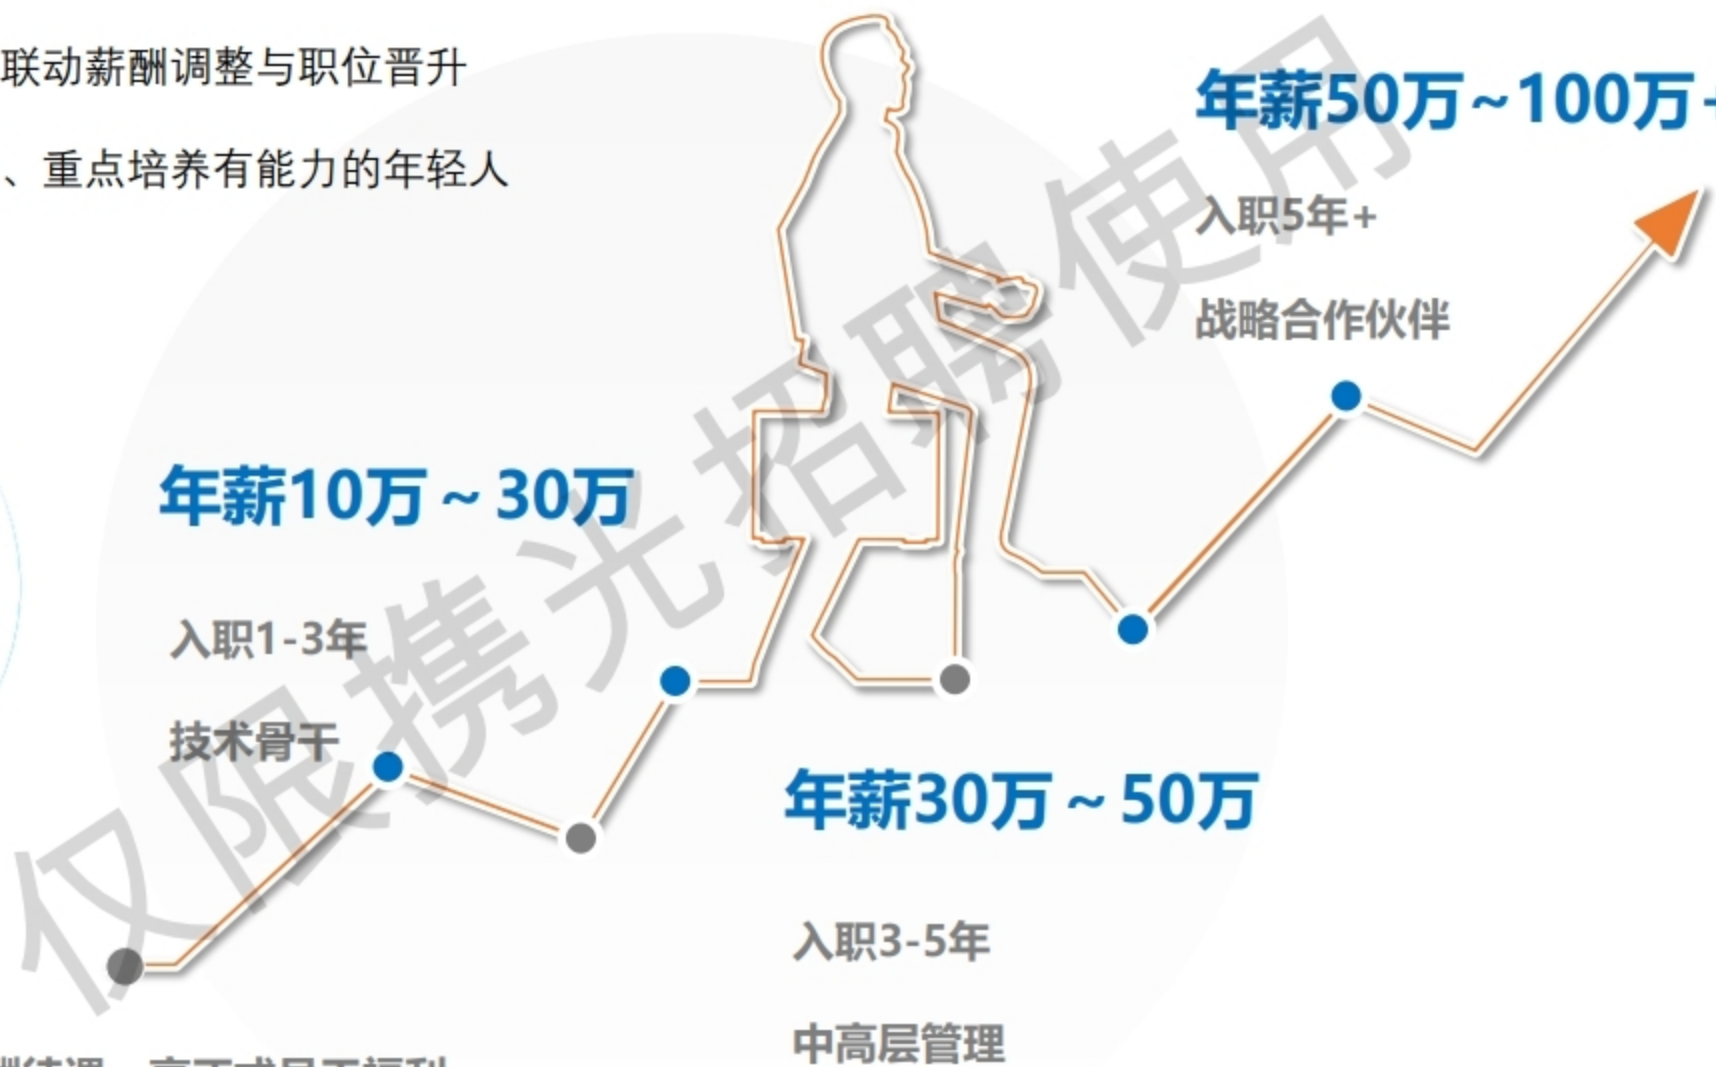 联动薪酬调整与职位晋升
、重点培养有能力的年轻人
年薪50万~100万+
入职5年+
战略合作伙伴
年薪10万~30万
入职1-3年
技术骨干
年薪30万~50万
入职3-5年
中高层管理
仅限携光招聘使用